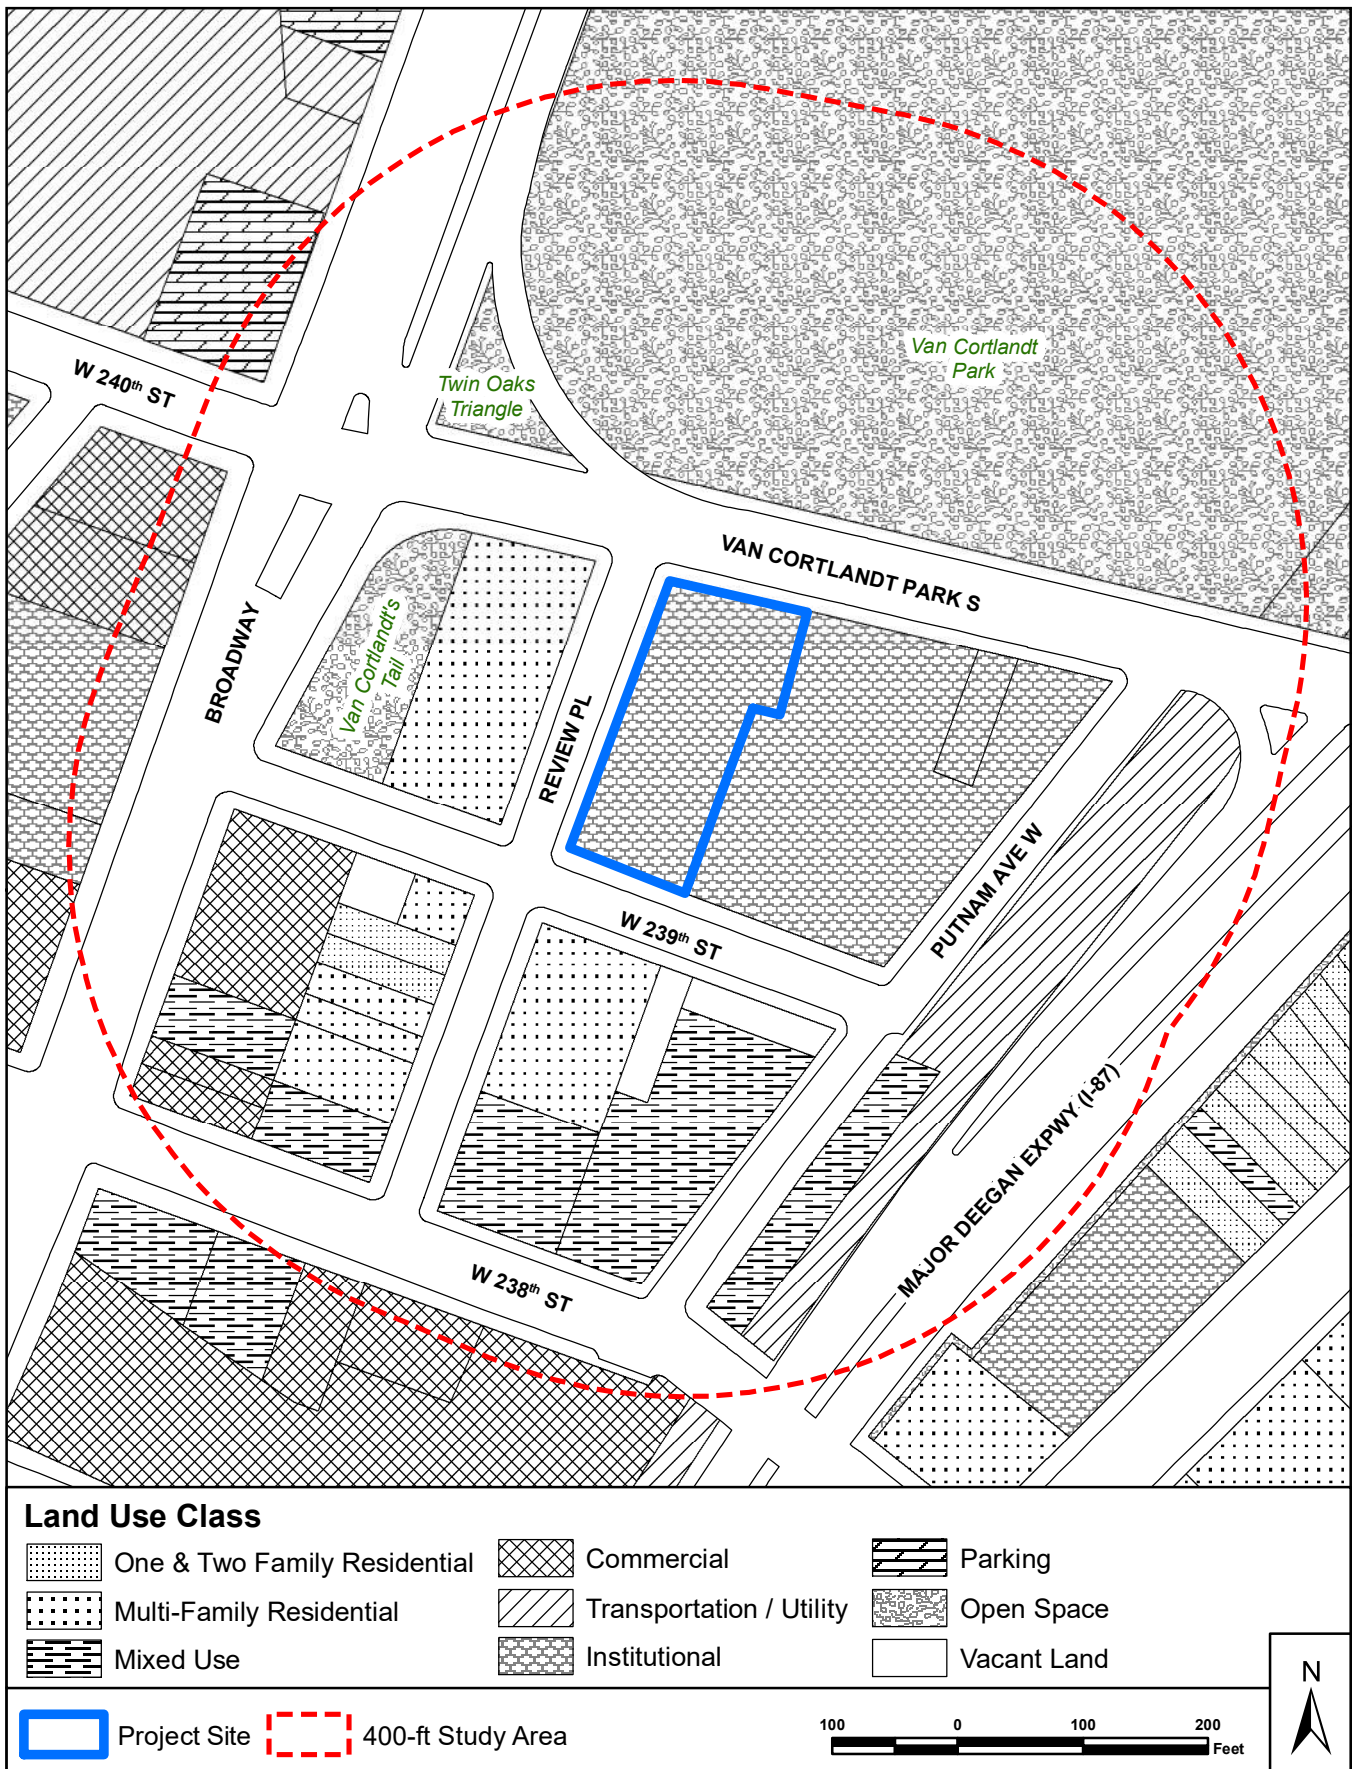 Van Cortlandt
Park
W 240th ST
Twin Oaks
Triangle
VAN CORTLANDT PARK S
BROADWAY
Van Cortlandt's
Tail
REVIEW PL
PUTNAM AVE W
W 239th ST
MAJOR DEEGAN EXPWY (I-87)
W 238th ST
Land Use Class
One & Two Family Residential
Multi-Family Residential
Mixed Use
Commercial
Transportation / Utility
Institutional
Parking
Open Space
Vacant Land
N
Project Site
400-ft Study Area
100 0 100 200
Feet